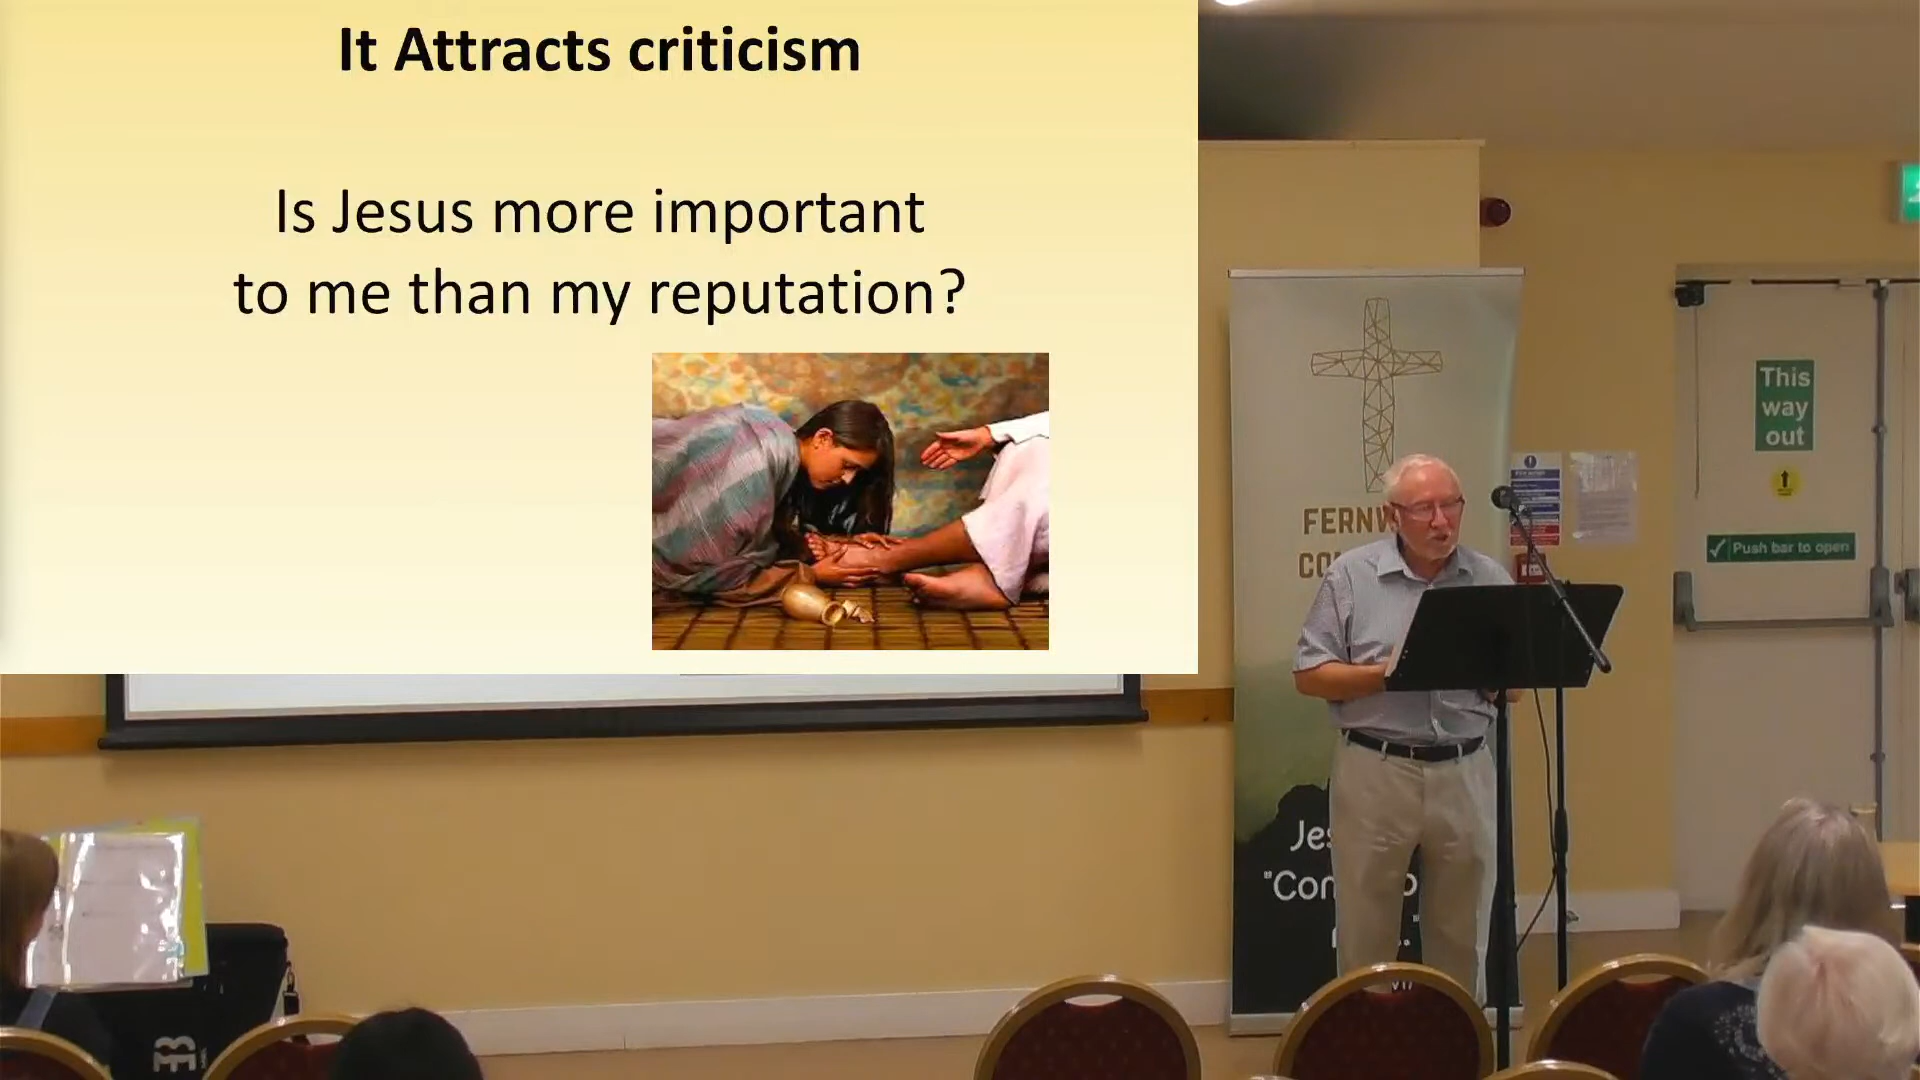 It Attracts criticism
Is Jesus more important
to me than my reputation?
This
way
out
Push bar to open
FERNW
CO
Jes
"Con